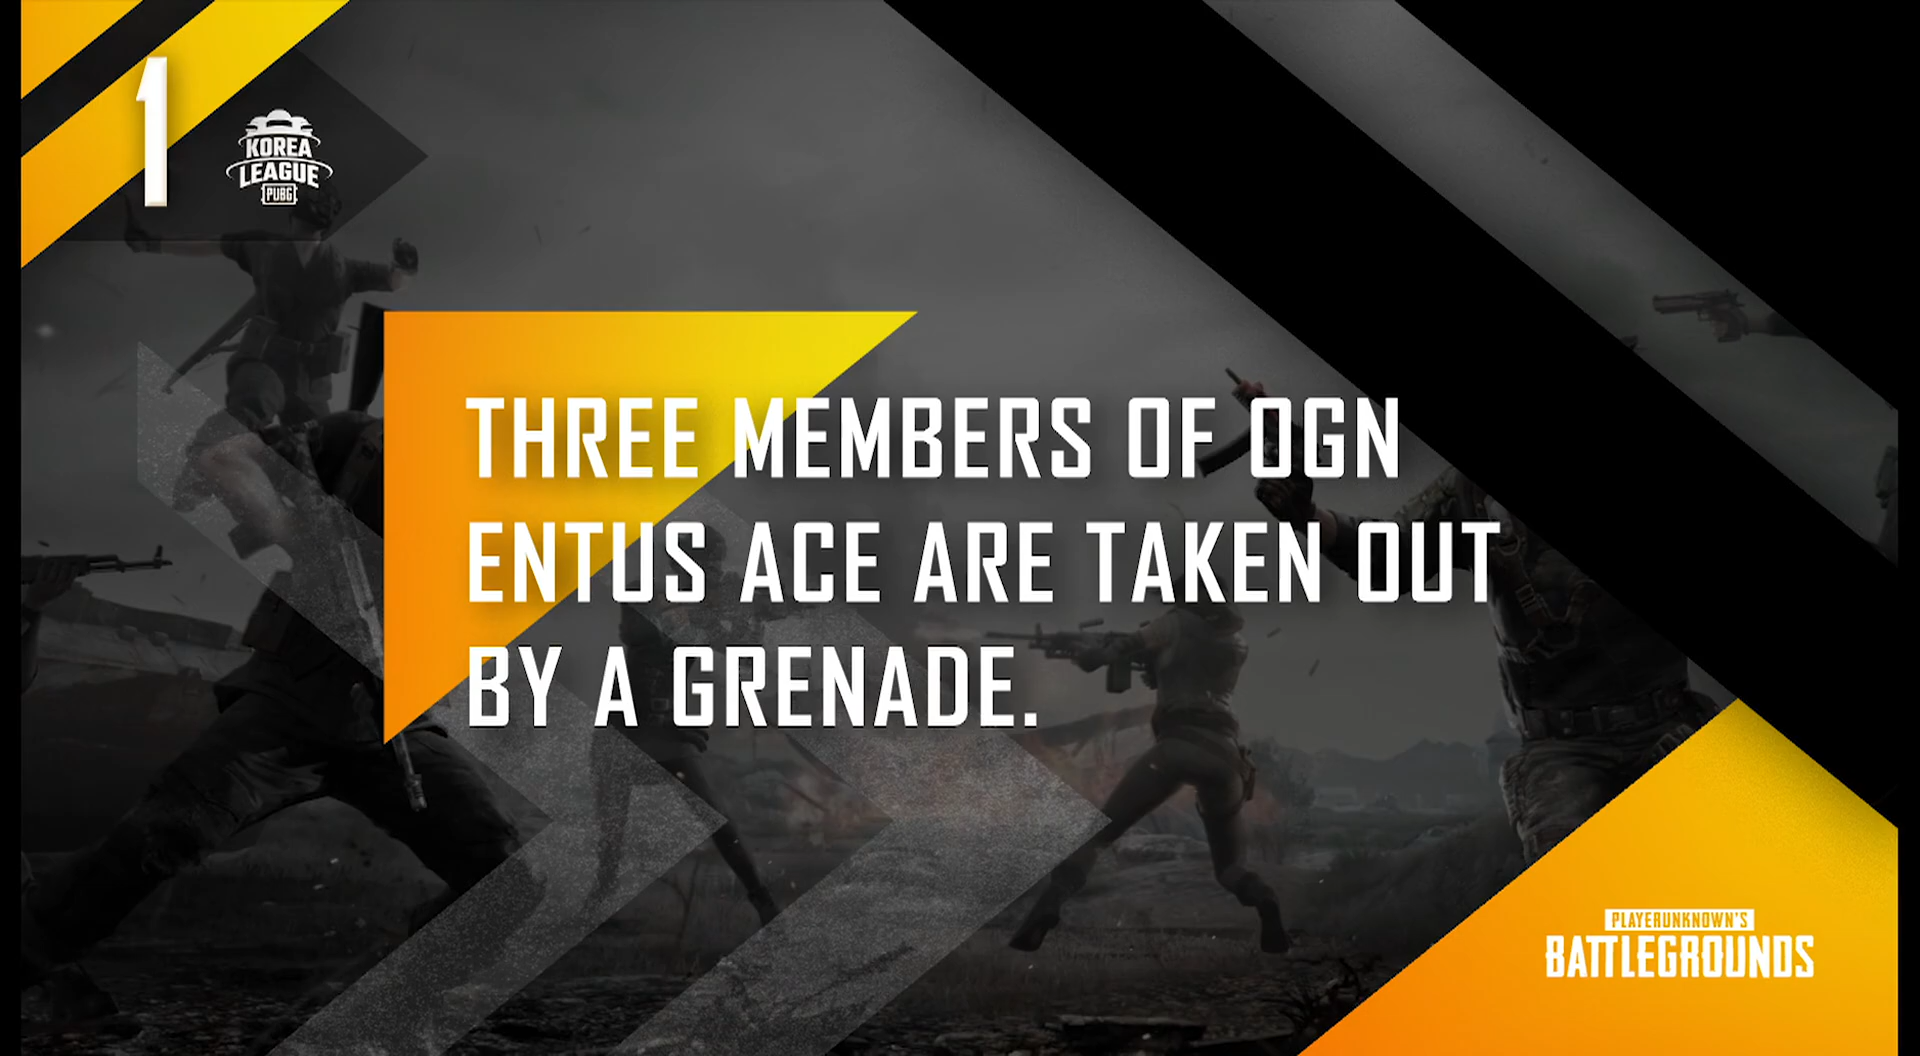 1
KOREA
LEAGUE
PUBG
THREE MEMBERS OF OGN
ENTUS ACE ARE TAKEN OUT
BY A GRENADE.
PLAYERUNKNOWN'S
BATTLEGROUNDS